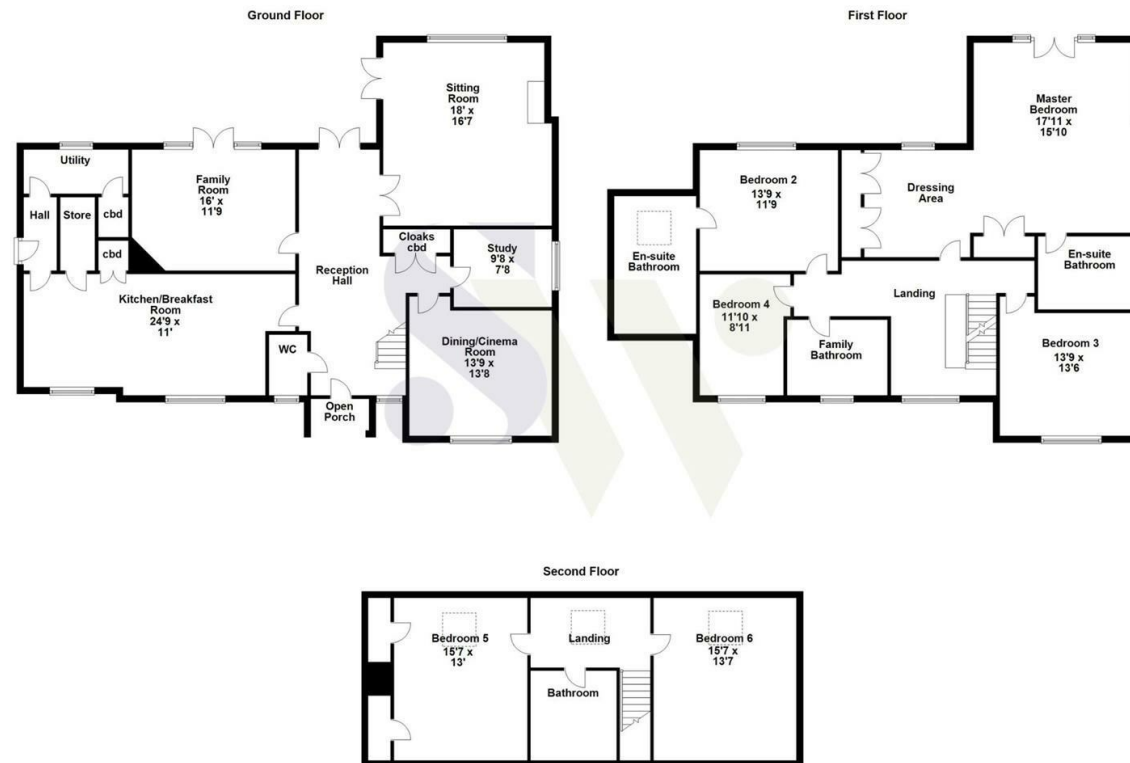 Ground Floor
Sitting
Room
18' x
16'7
Utility
Family
Room
16' x
11'9
Hall
Store
cbd
cbd
Cloaks
cbd
Study
9'8 x
7'8
Reception
Hall
Kitchen/Breakfast
Room
24'9 x
11'
WC
Dining/Cinema
Room
13'9 x
13'8
Open
Porch
First Floor
Master
Bedroom
17'11 x
15'10
Bedroom 2
13'9 x
11'9
Dressing
Area
En-suite
Bathroom
En-suite
Bathroom
Landing
Bedroom 4
11'10 x
8'11
Family
Bathroom
Bedroom 3
13'9 x
13'6
Second Floor
Bedroom 5
15'7 x
13'
Landing
Bedroom 6
15'7 x
13'7
Bathroom
SW